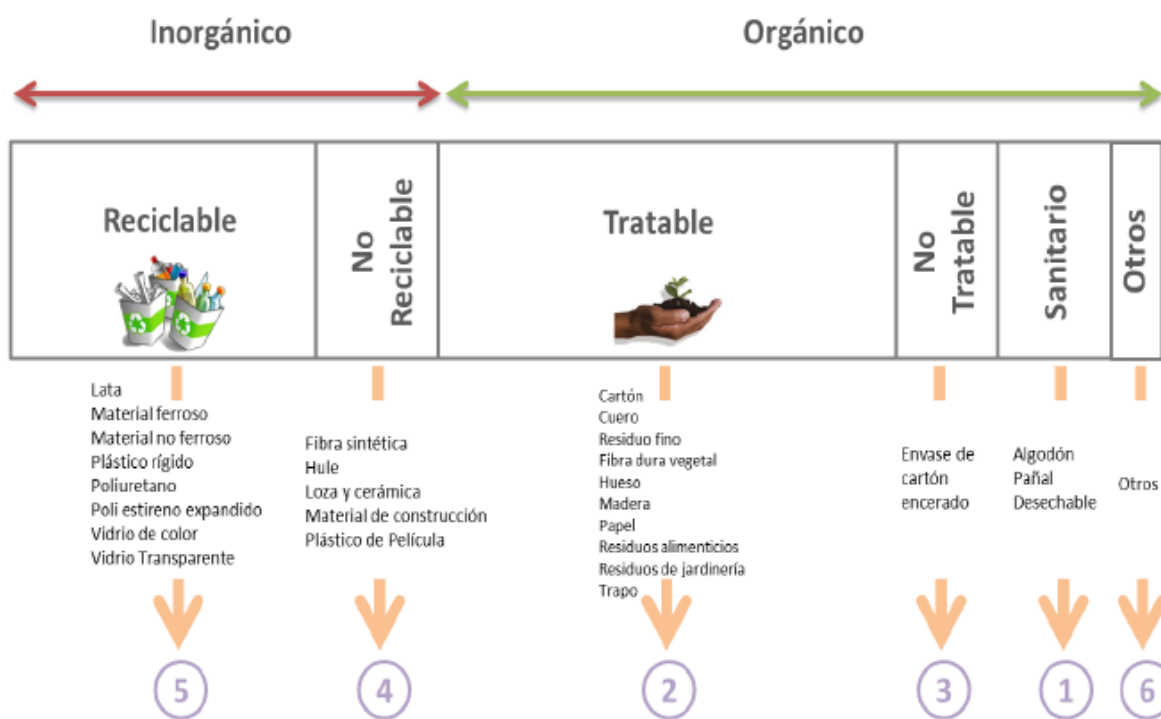 Inorgánico
Orgánico
Reciclable
No
Reciclable
Tratable
No
Tratable
Sanitario
Otros
Lata
Material ferroso
Material no ferroso
Plástico rígido
Poliuretano
Poli estireno expandido
Vidrio de color
Vidrio Transparente
Fibra sintética
Hule
Loza y cerámica
Material de construcción
Plástico de Película
Cartón
Cuero
Residuo fino
Fibra dura vegetal
Hueso
Madera
Papel
Residuos alimenticios
Residuos de jardinería
Trapo
Envase de
cartón
encerado
Algodón
Pañal
Desechable
Otros
5
4
2
3
1
6